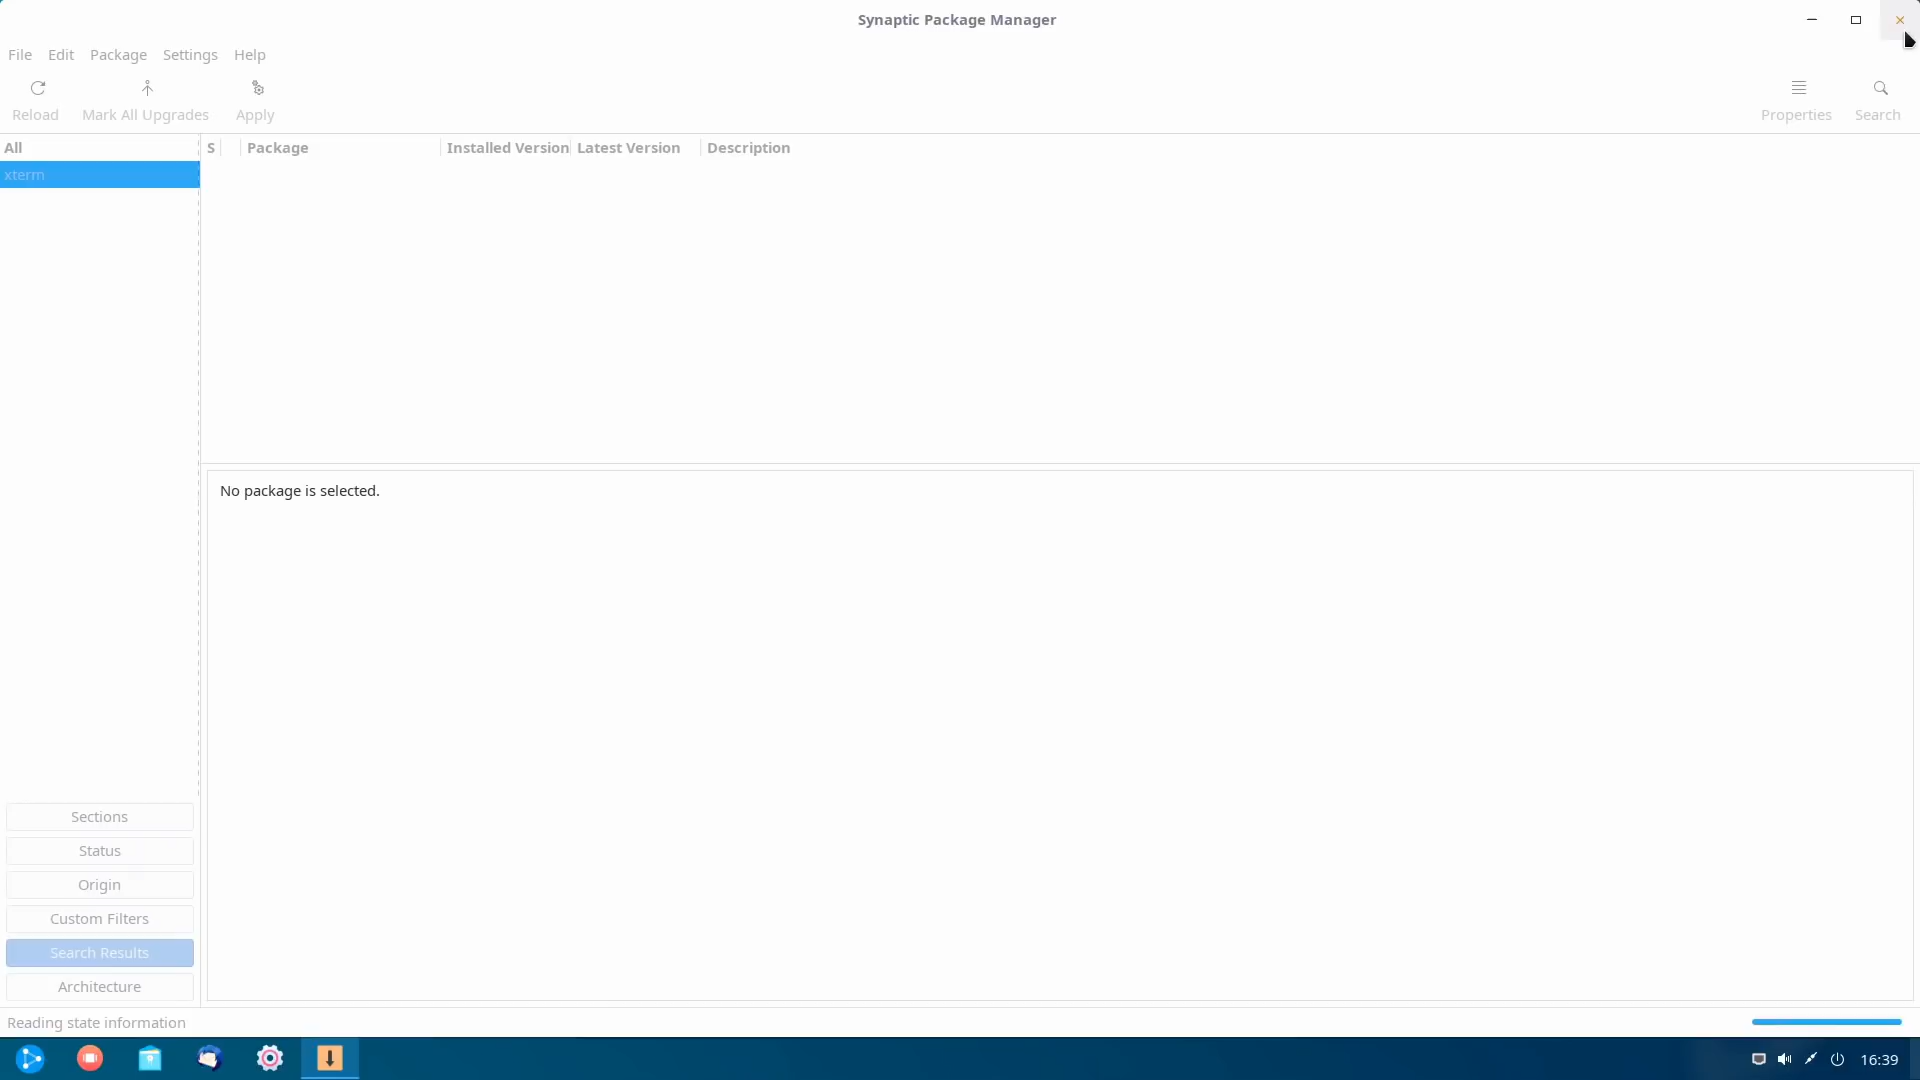 Synaptic Package Manager
File Edit Package Settings Help
Reload Mark All Upgrades Apply Properties Search
All
xterm
S Package Installed Version Latest Version Description
No package is selected.
Sections
Status
Origin
Custom Filters
Search Results
Architecture
Reading state information
16:39